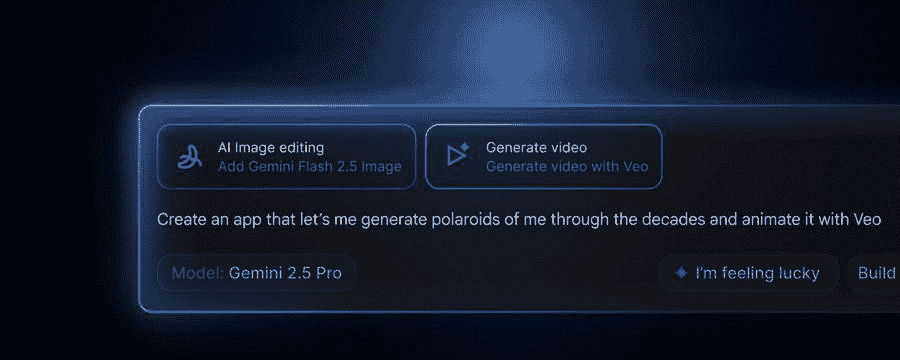 AI Image editing
Add Gemini Flash 2.5 Image
Generate video
Generate video with Veo
Create an app that let's me generate polaroids of me through the decades and animate it with Veo
Model: Gemini 2.5 Pro
I'm feeling lucky
Build